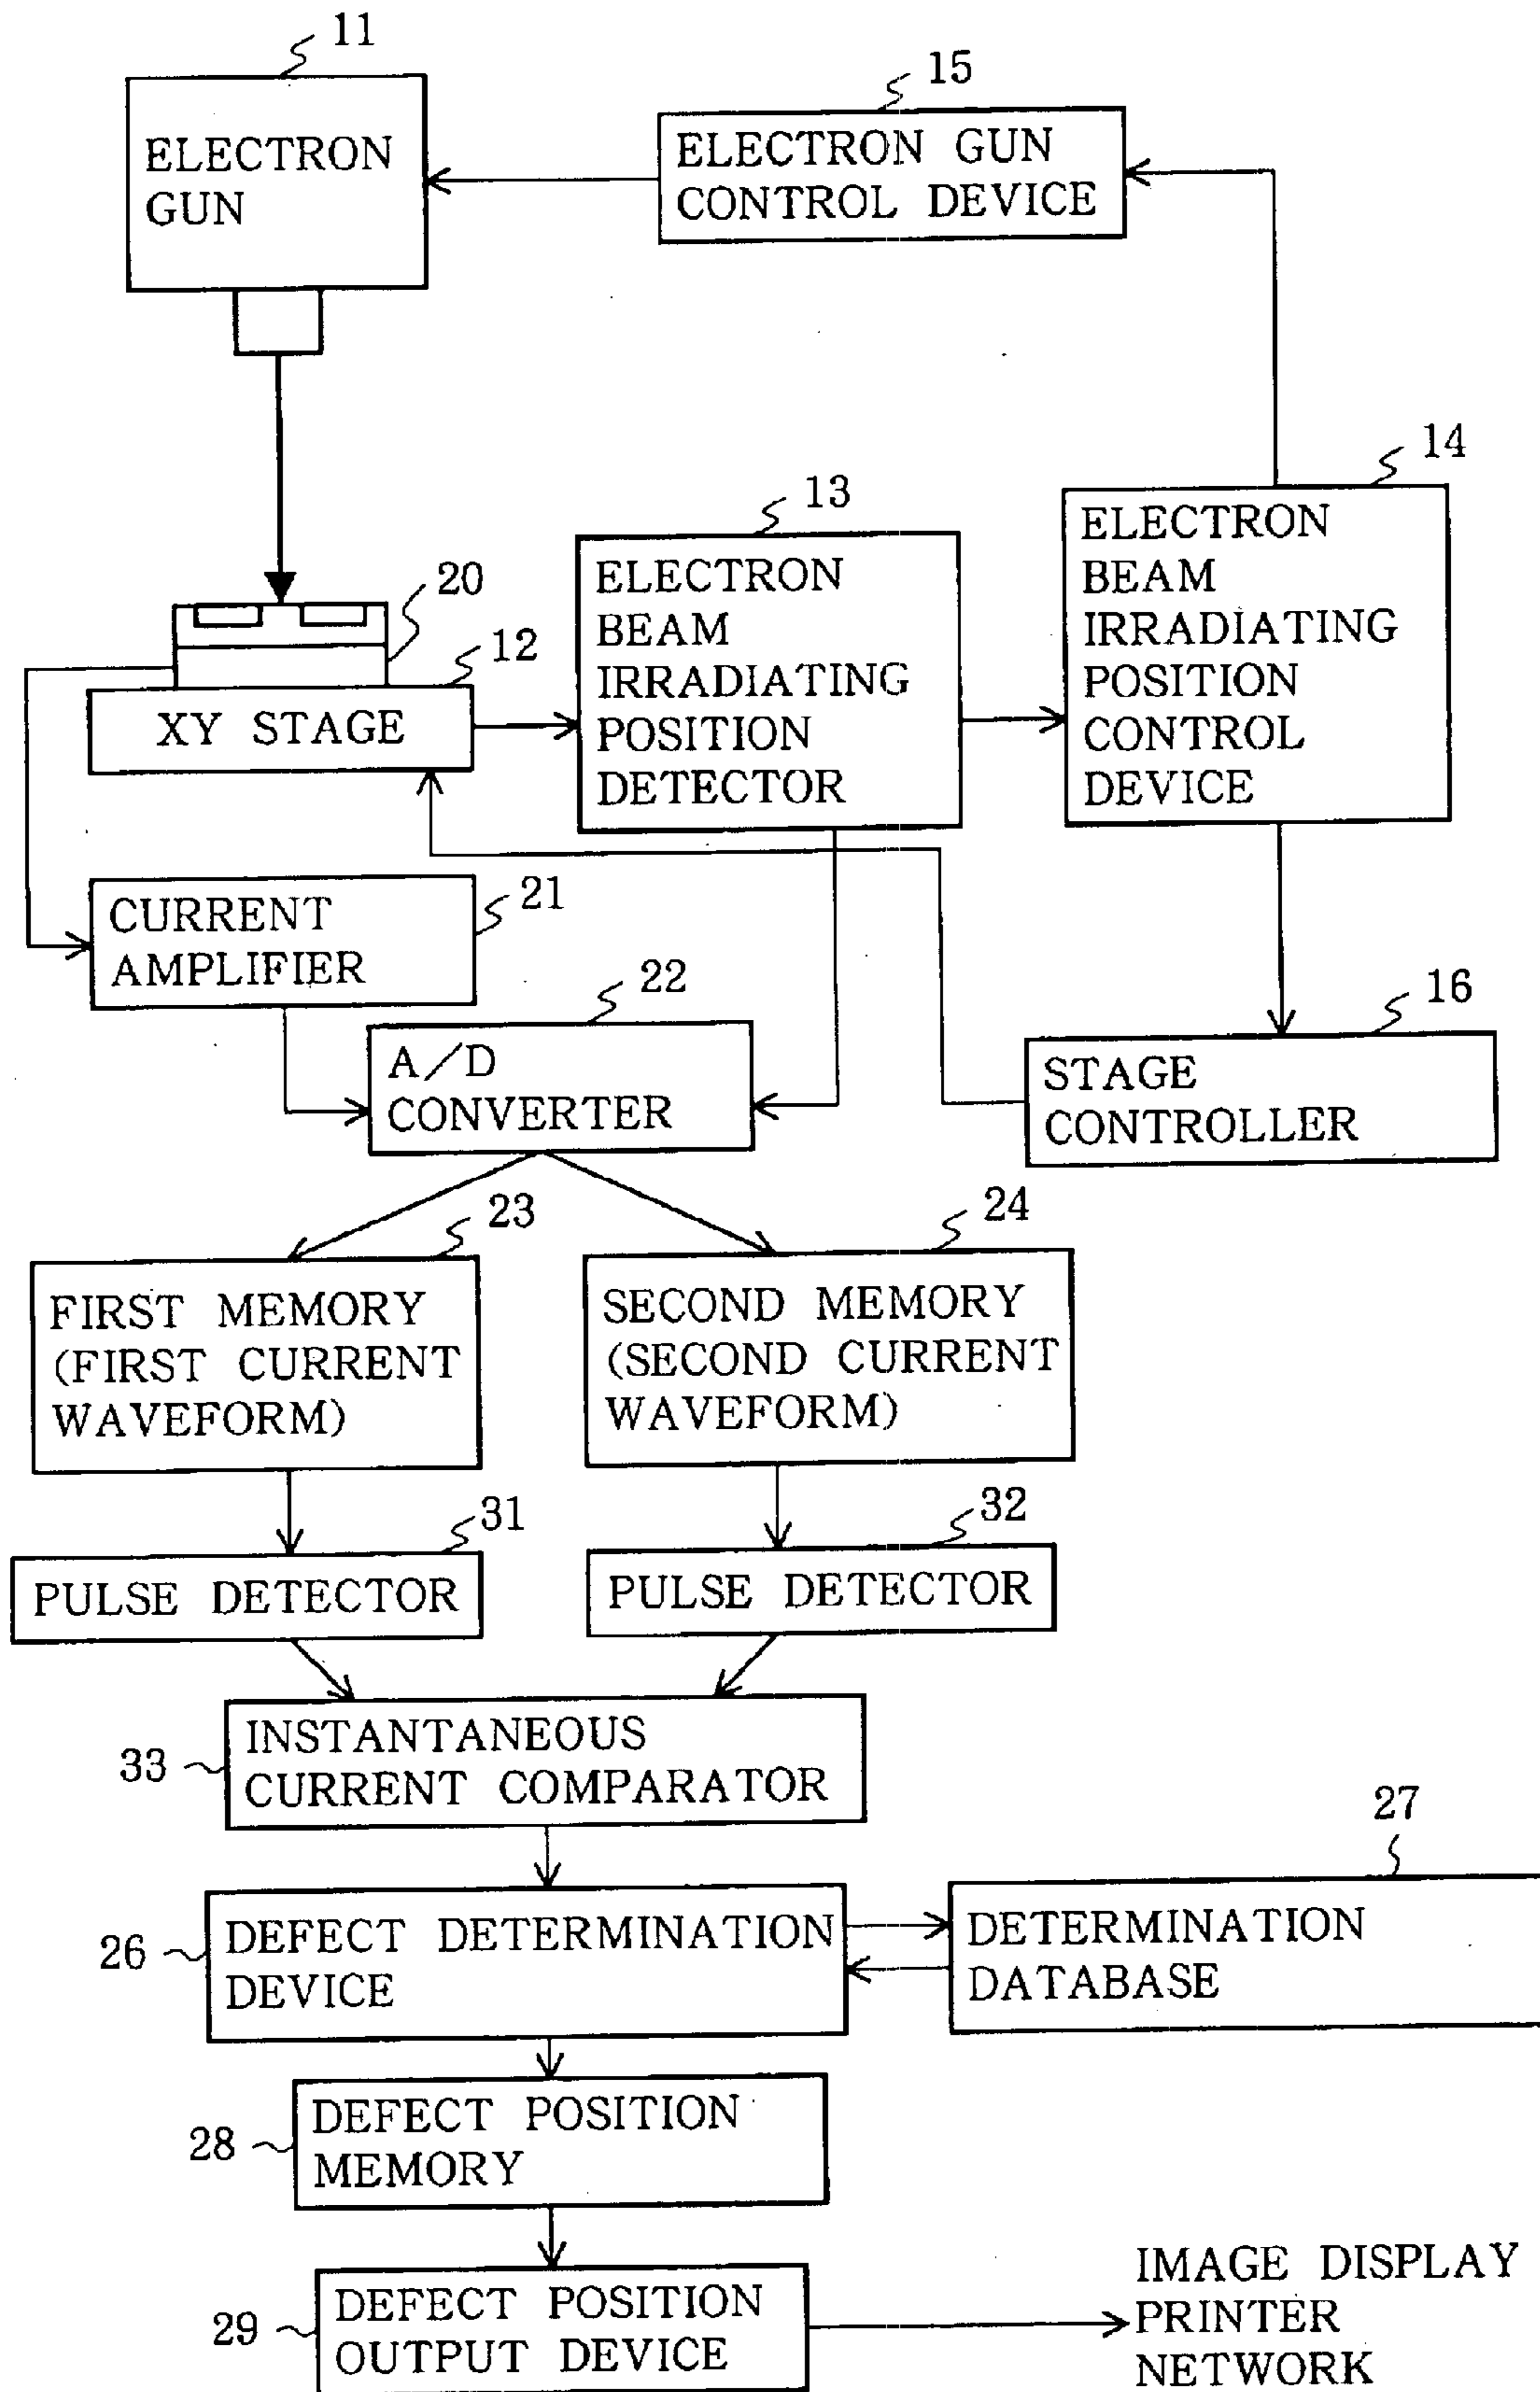 11
ELECTRON
GUN
15
ELECTRON GUN
CONTROL DEVICE
14
ELECTRON
BEAM
IRRADIATING
POSITION
CONTROL
DEVICE
13
ELECTRON
BEAM
IRRADIATING
POSITION
DETECTOR
20
12
XY STAGE
21
CURRENT
AMPLIFIER
22
A/D
CONVERTER
16
STAGE
CONTROLLER
23
FIRST MEMORY
(FIRST CURRENT
WAVEFORM)
24
SECOND MEMORY
(SECOND CURRENT
WAVEFORM)
31
PULSE DETECTOR
32
PULSE DETECTOR
33
INSTANTANEOUS
CURRENT COMPARATOR
26
DEFECT DETERMINATION
DEVICE
27
DETERMINATION
DATABASE
28
DEFECT POSITION
MEMORY
29
DEFECT POSITION
OUTPUT DEVICE
IMAGE DISPLAY
PRINTER
NETWORK